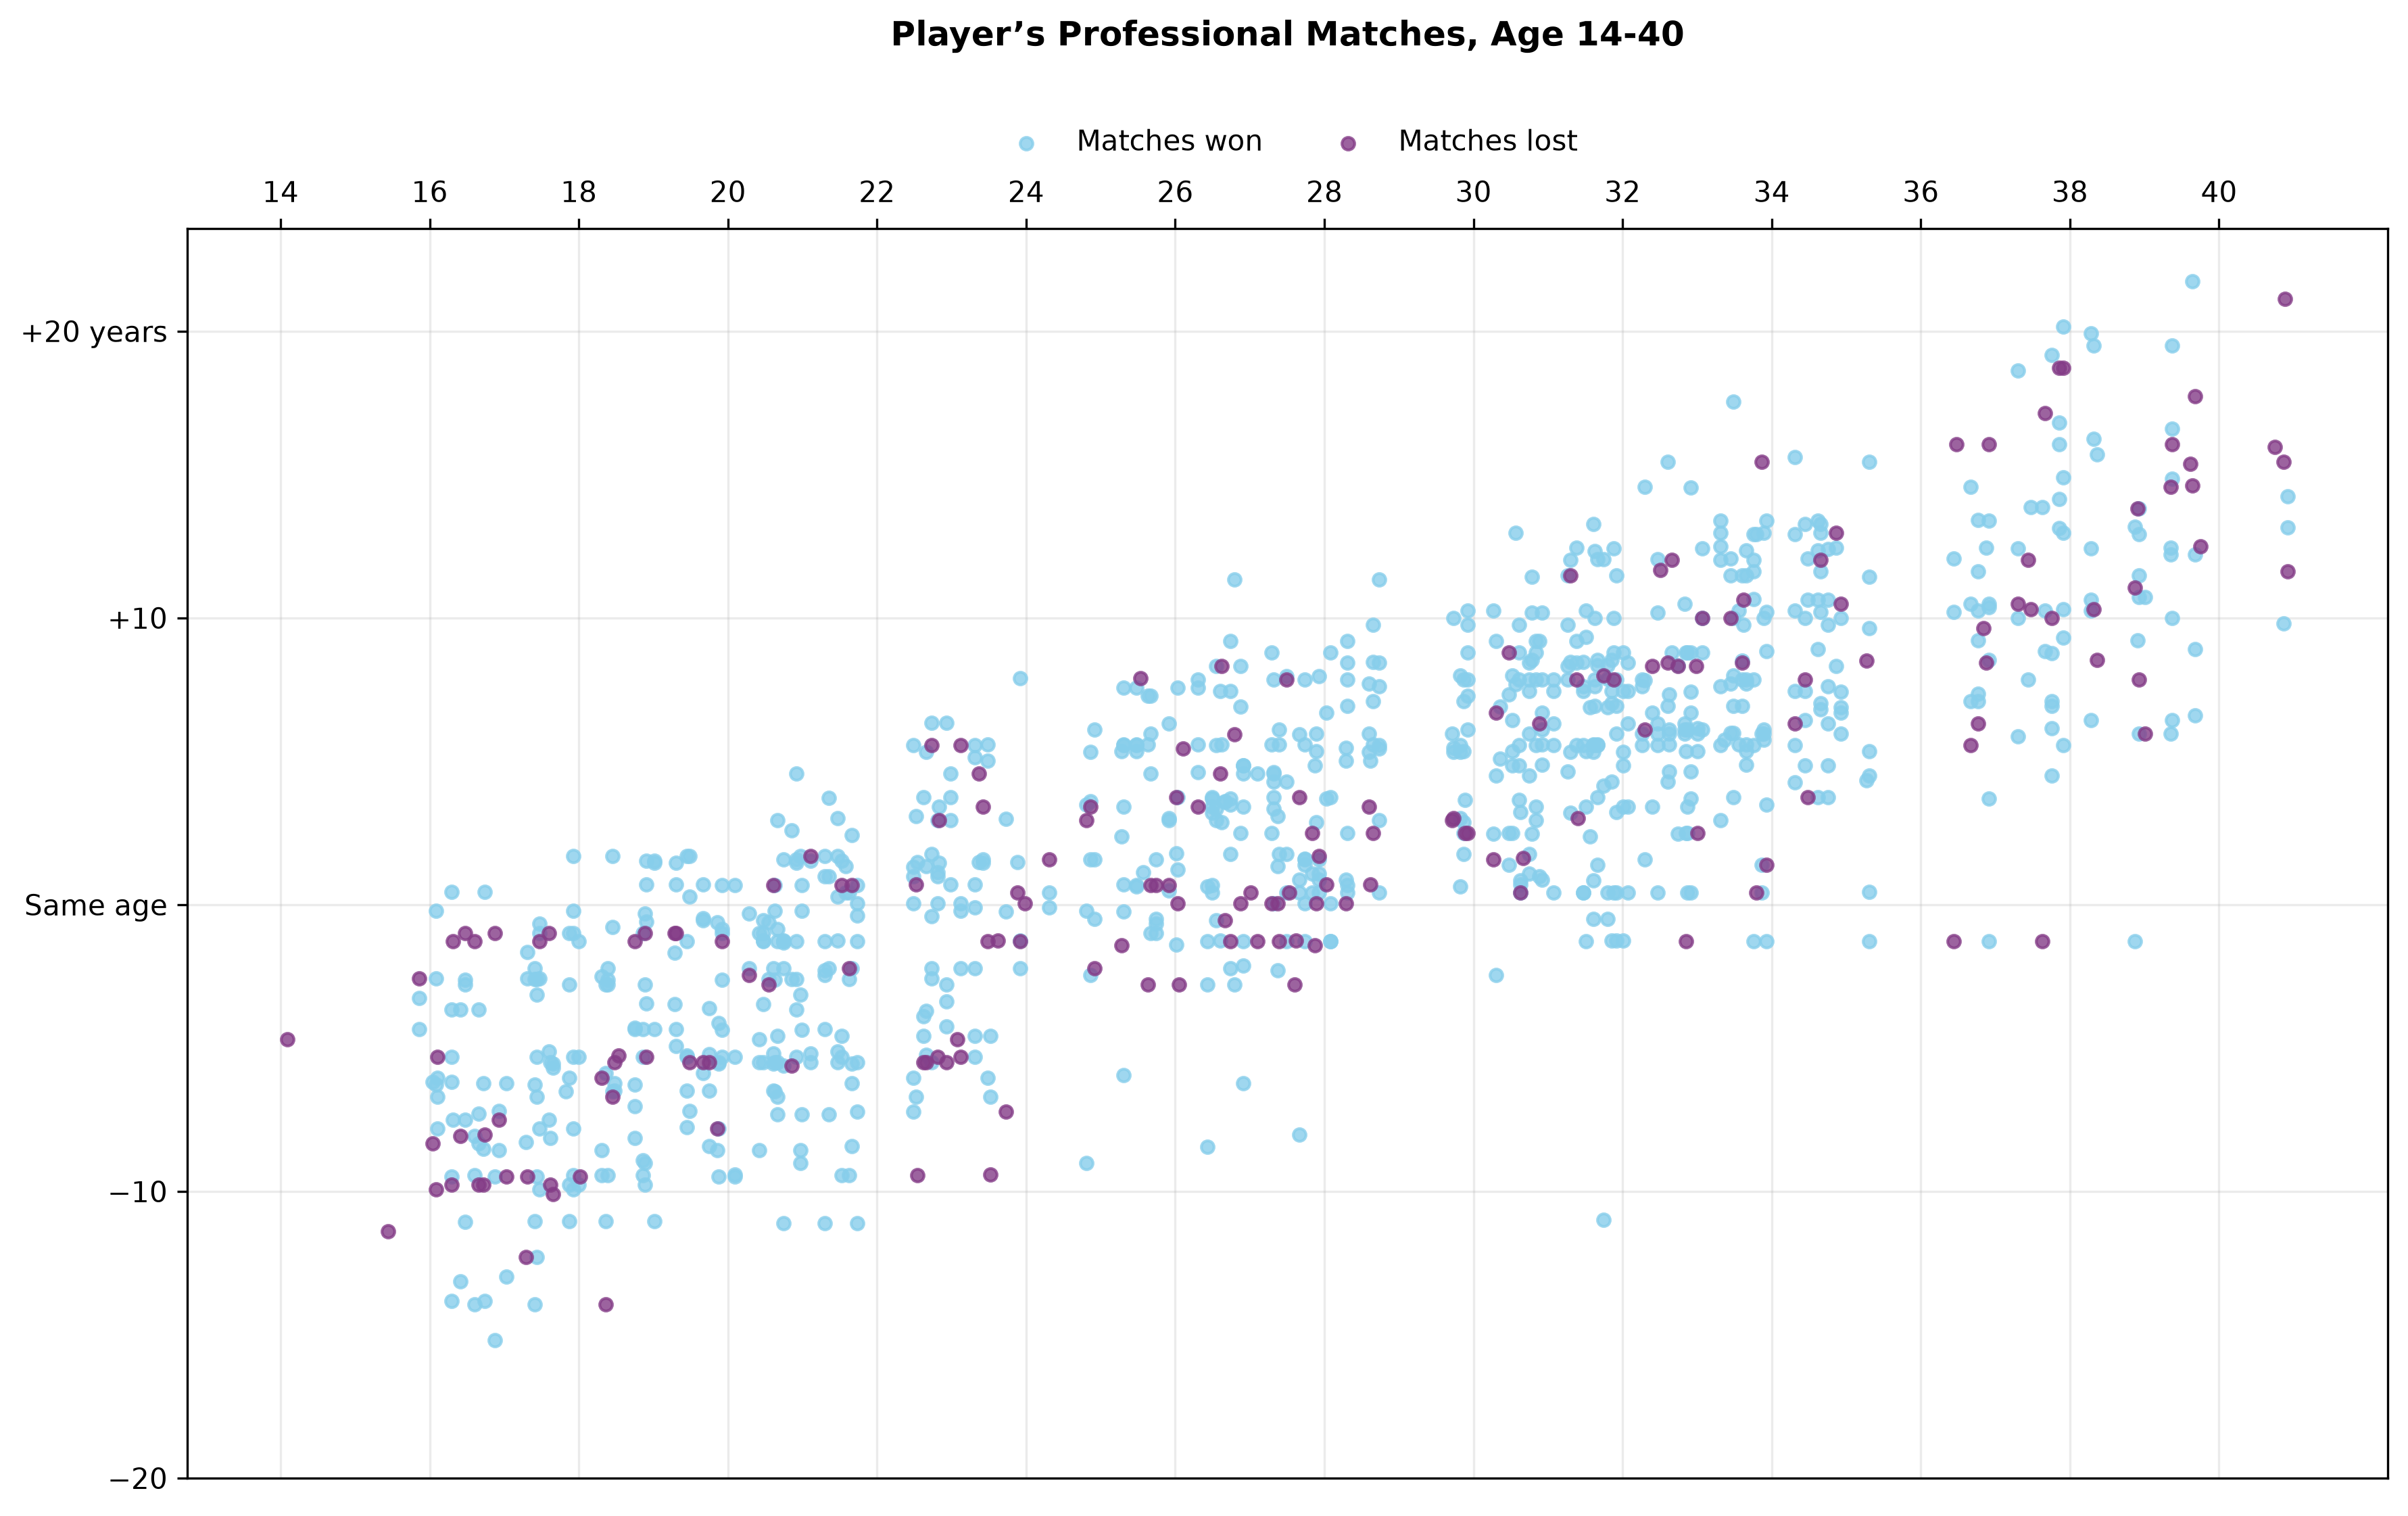 Player’s Professional Matches, Age 14-40
Matches won Matches lost
14 16 18 20 22 24 26 28 30 32 34 36 38 40
+20 years
+10
Same age
−10
−20